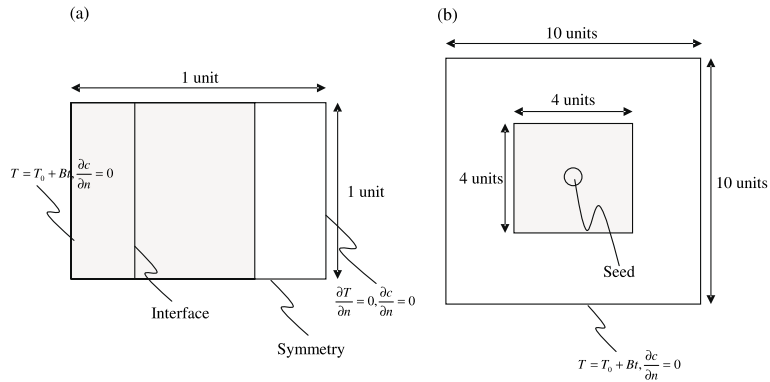 (a)
1 unit
T = T₀ + Bt, ∂c/∂n = 0
1 unit
Interface
∂T/∂n = 0, ∂c/∂n = 0
Symmetry
(b)
10 units
4 units
4 units
10 units
Seed
T = T₀ + Bt, ∂c/∂n = 0